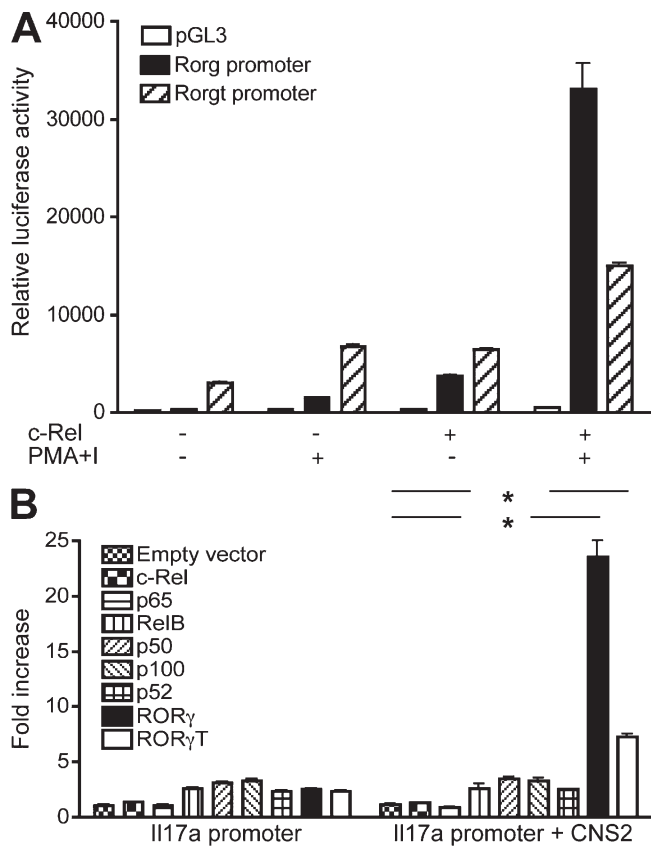 A
Relative luciferase activity
40000
30000
20000
10000
0
pGL3
Rorg promoter
Rorgt promoter
c-Rel - - + +
PMA+I - + - +
B
*
*
Fold increase
25
20
15
10
5
0
Empty vector
c-Rel
p65
RelB
p50
p100
p52
RORγ
RORγT
Il17a promoter
Il17a promoter + CNS2